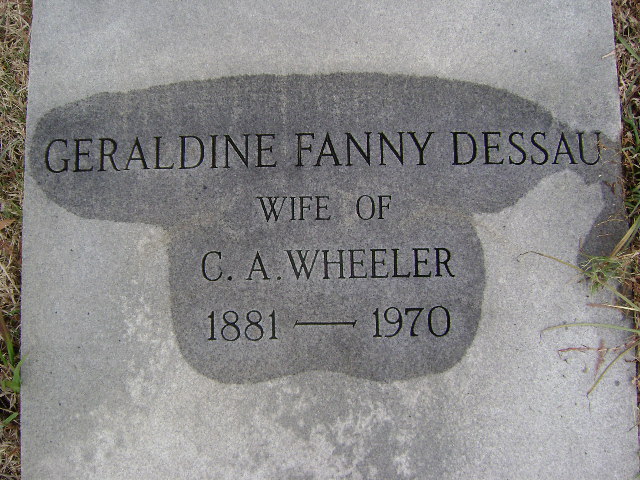 GERALDINE FANNY DESSAU
WIFE OF
C. A. WHEELER
1881 — 1970